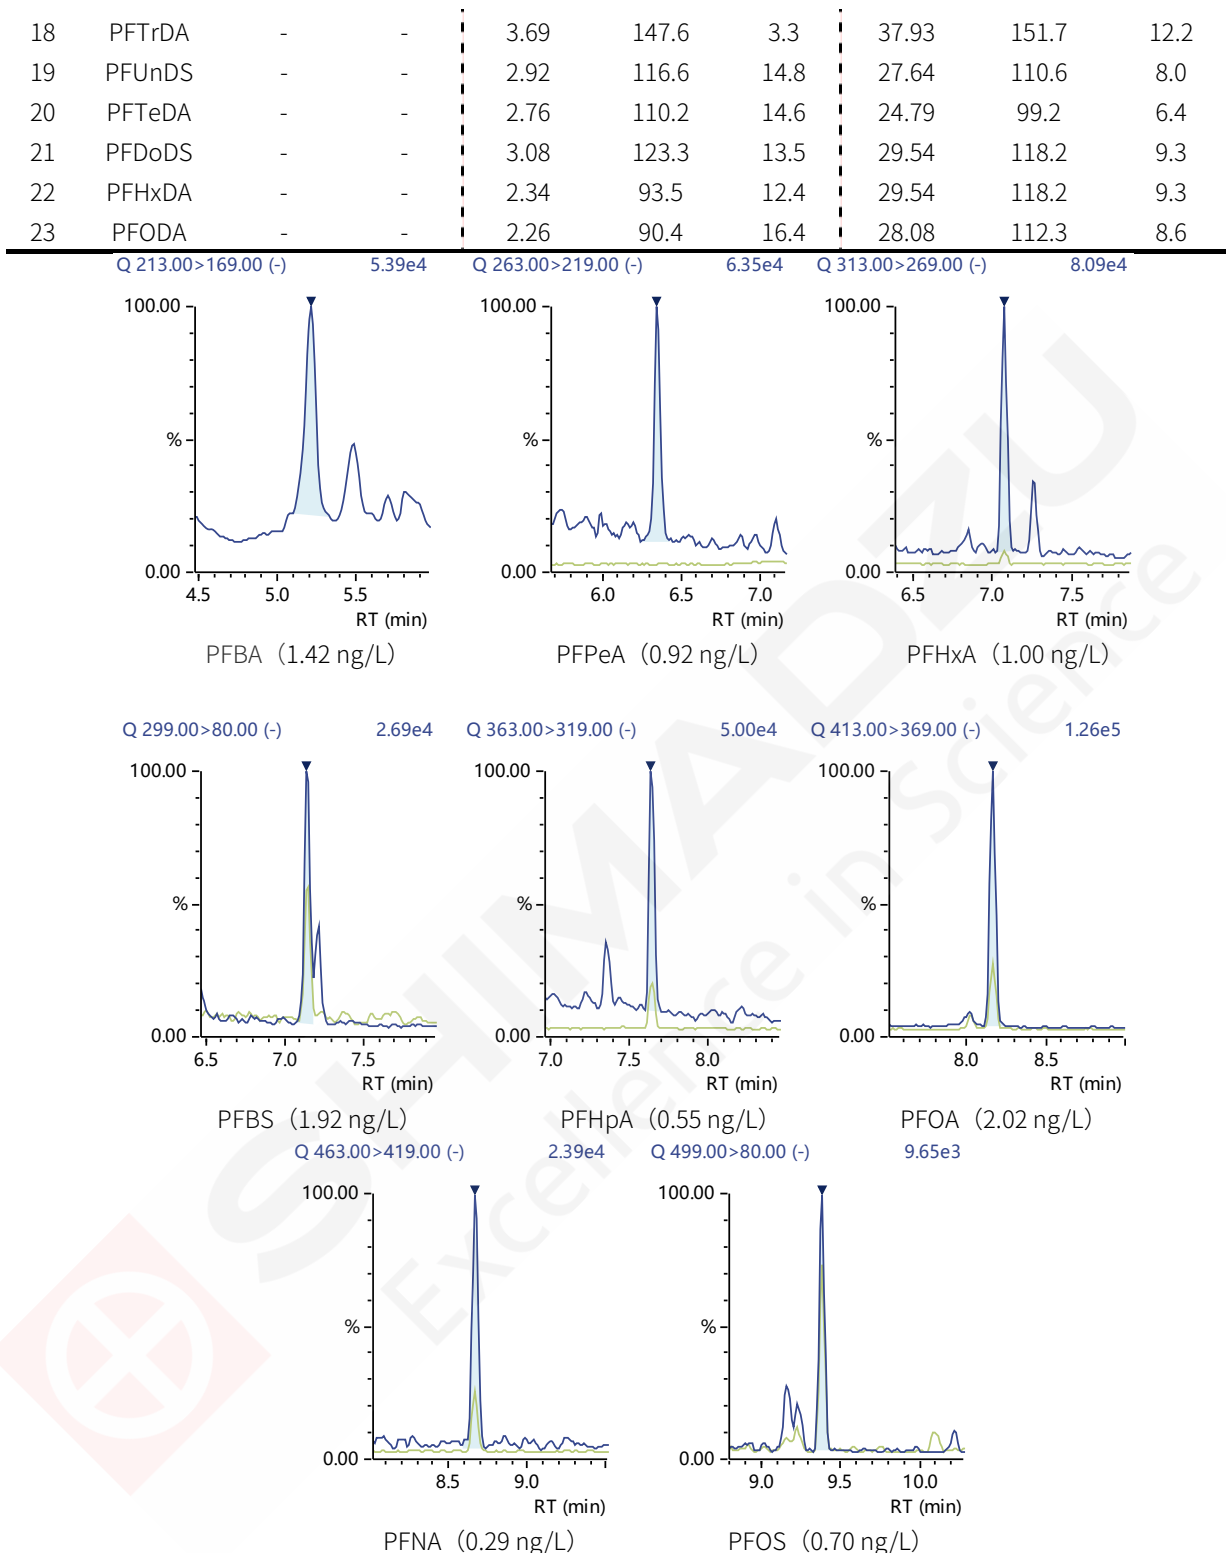 18 PFTrDA - - 3.69 147.6 3.3 37.93 151.7 12.2
19 PFUnDS - - 2.92 116.6 14.8 27.64 110.6 8.0
20 PFTeDA - - 2.76 110.2 14.6 24.79 99.2 6.4
21 PFDoDS - - 3.08 123.3 13.5 29.54 118.2 9.3
22 PFHxDA - - 2.34 93.5 12.4 29.54 118.2 9.3
23 PFODA - - 2.26 90.4 16.4 28.08 112.3 8.6
Q 213.00>169.00 (-) 5.39e4 Q 263.00>219.00 (-) 6.35e4 Q 313.00>269.00 (-) 8.09e4
100.00 100.00 100.00
% % %
0.00 0.00 0.00
4.5 5.0 5.5 6.0 6.5 7.0 6.5 7.0 7.5
RT (min) RT (min) RT (min)
PFBA（1.42 ng/L） PFPeA（0.92 ng/L） PFHxA（1.00 ng/L）
Q 299.00>80.00 (-) 2.69e4 Q 363.00>319.00 (-) 5.00e4 Q 413.00>369.00 (-) 1.26e5
100.00 100.00 100.00
% % %
0.00 0.00 0.00
6.5 7.0 7.5 7.0 7.5 8.0 8.0 8.5
RT (min) RT (min) RT (min)
PFBS（1.92 ng/L） PFHpA（0.55 ng/L） PFOA（2.02 ng/L）
Q 463.00>419.00 (-) 2.39e4 Q 499.00>80.00 (-) 9.65e3
100.00 100.00
% %
0.00 0.00
8.5 9.0 9.0 9.5 10.0
RT (min) RT (min)
PFNA（0.29 ng/L） PFOS（0.70 ng/L）
SHIMADZU
Excellence in Science